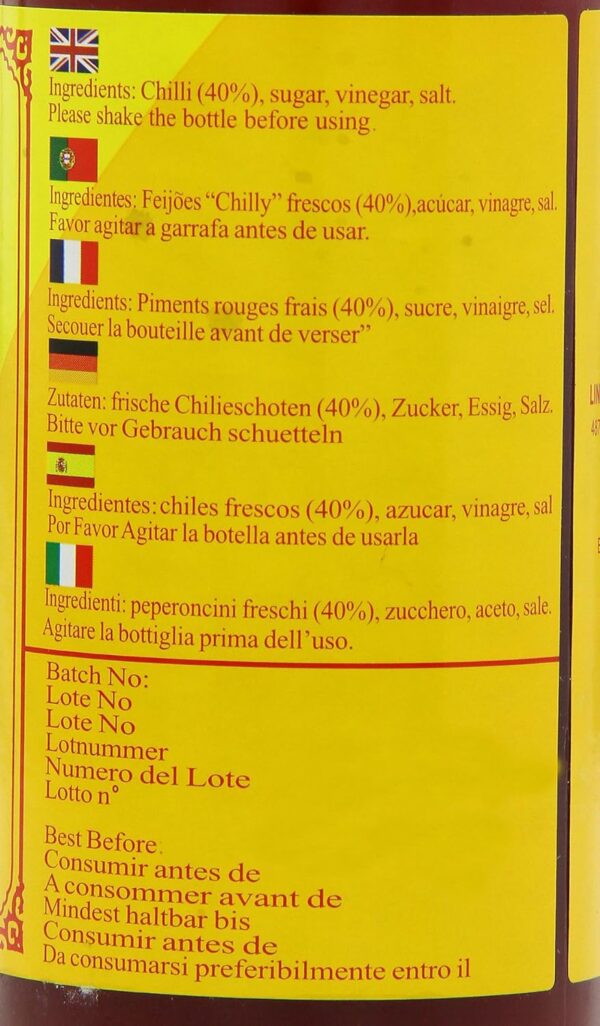 Ingredients: Chilli (40%), sugar, vinegar, salt.
Please shake the bottle before using.
Ingredientes: Feijões “Chilly” frescos (40%),acúcar, vinagre, sal.
Favor agitar a garrafa antes de usar.
Ingredients: Piments rouges frais (40%), sucre, vinaigre, sel.
Secouer la bouteille avant de verser”
Zutaten: frische Chilieschoten (40%), Zucker, Essig, Salz.
Bitte vor Gebrauch schuetteln
Ingredientes: chiles frescos (40%), azucar, vinagre, sal
Por Favor Agitar la botella antes de usarla
Ingredienti: peperoncini freschi (40%), zucchero, aceto, sale.
Agitare la bottiglia prima dell’uso.
Batch No:
Lote No
Lote No
Lotnummer
Numero del Lote
Lotto n°
Best Before:
Consumir antes de
A consommer avant de
Mindest haltbar bis
Consumir antes de
Da consumarsi preferibilmente entro il